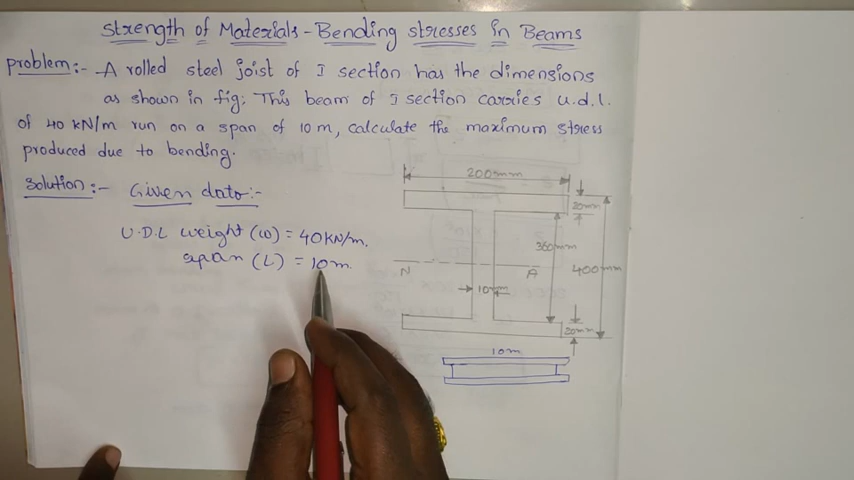 Strength of Materials - Bending stresses in Beams
Problem:- A rolled steel joist of I section has the dimensions
as shown in fig; This beam of I section carries u.d.l.
of 40 kN/m run on a span of 10 m, calculate the maximum stress
produced due to bending.
Solution:- Given data:-
U.D.L weight (w) = 40KN/m.
span (L) = 10m.
200mm
20mm
360mm
N A
400mm
10mm
20mm
10m